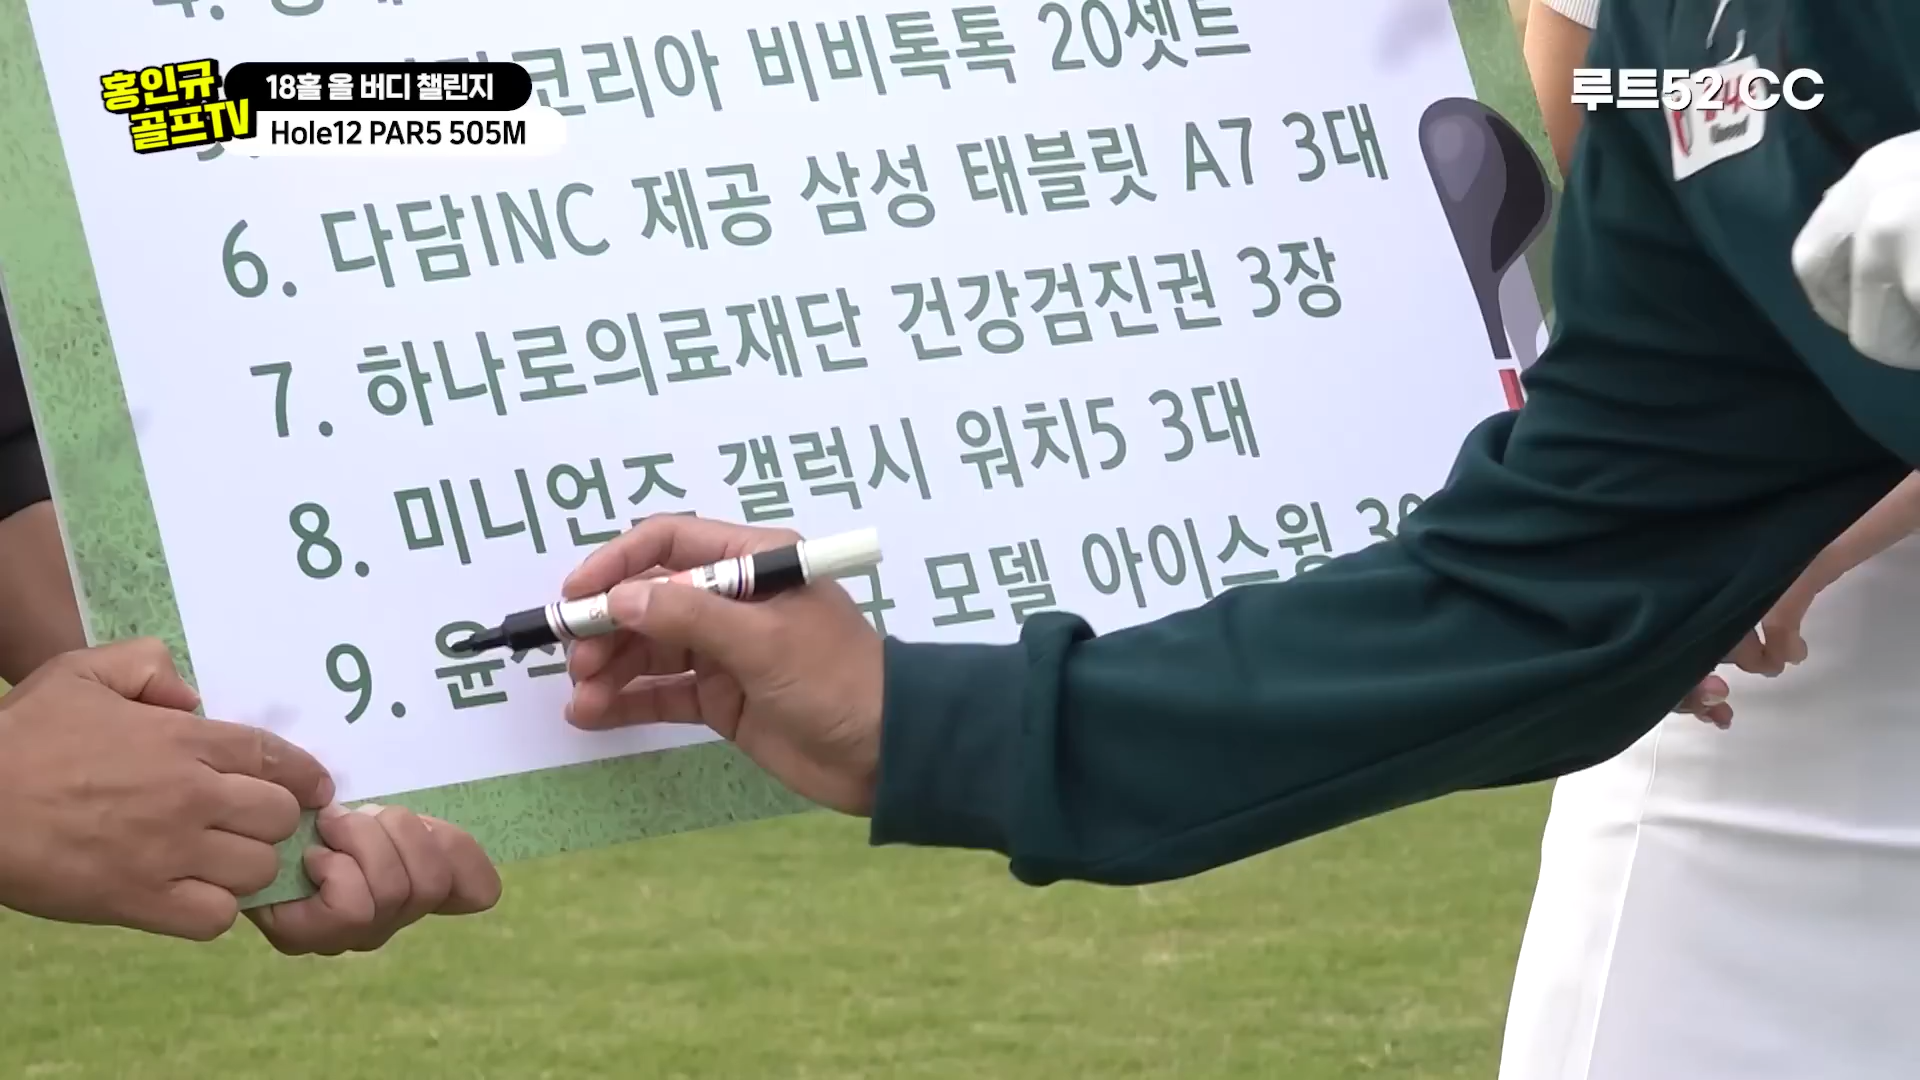 홍인규
골프TV
18홀 올 버디 챌린지
Hole12 PAR5 505M
루트52 CC
4.
코리아 비비톡톡 20셋트
6. 다담INC 제공 삼성 태블릿 A7 3대
7. 하나로의료재단 건강검진권 3장
8. 미니언즈 갤럭시 워치5 3대
9. 윤 모델 아이스윙